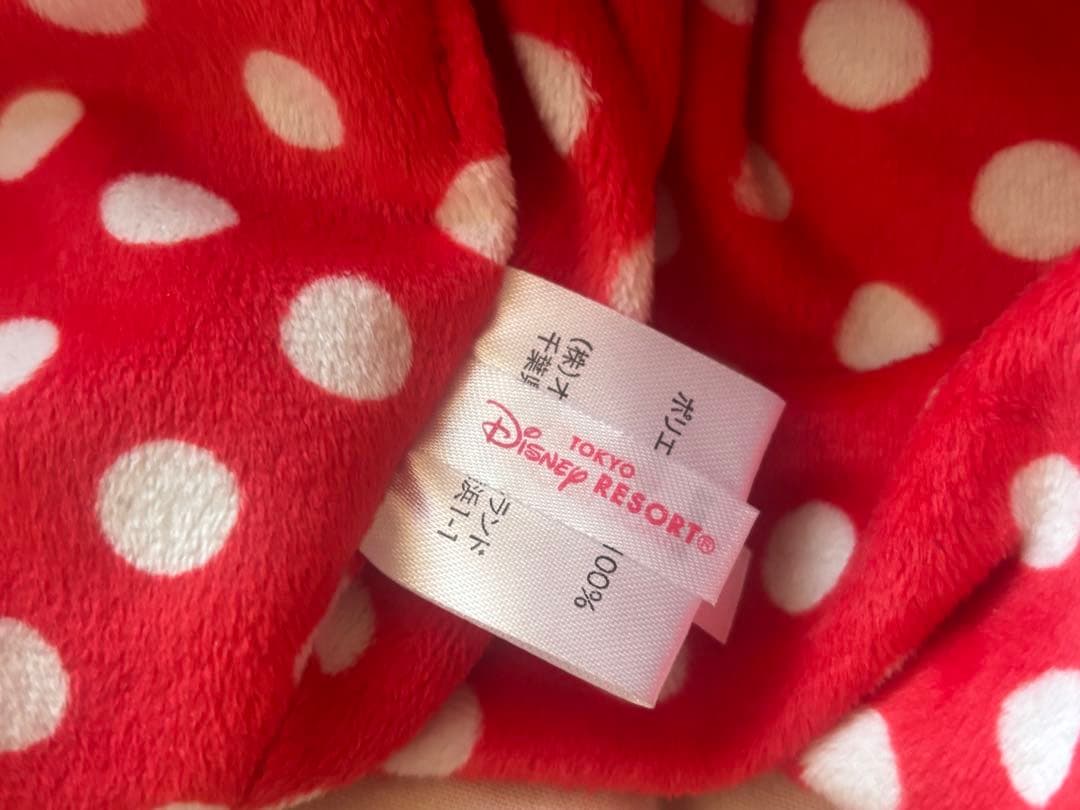 TOKYO
Disney RESORT®
ポリエ
100%
(株)オ
ランド
千葉県
浜1-1